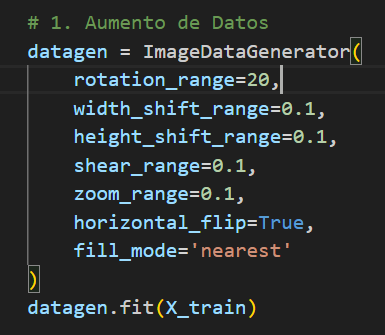 # 1. Aumento de Datos
datagen = ImageDataGenerator(
    rotation_range=20,
    width_shift_range=0.1,
    height_shift_range=0.1,
    shear_range=0.1,
    zoom_range=0.1,
    horizontal_flip=True,
    fill_mode='nearest'
)
datagen.fit(X_train)